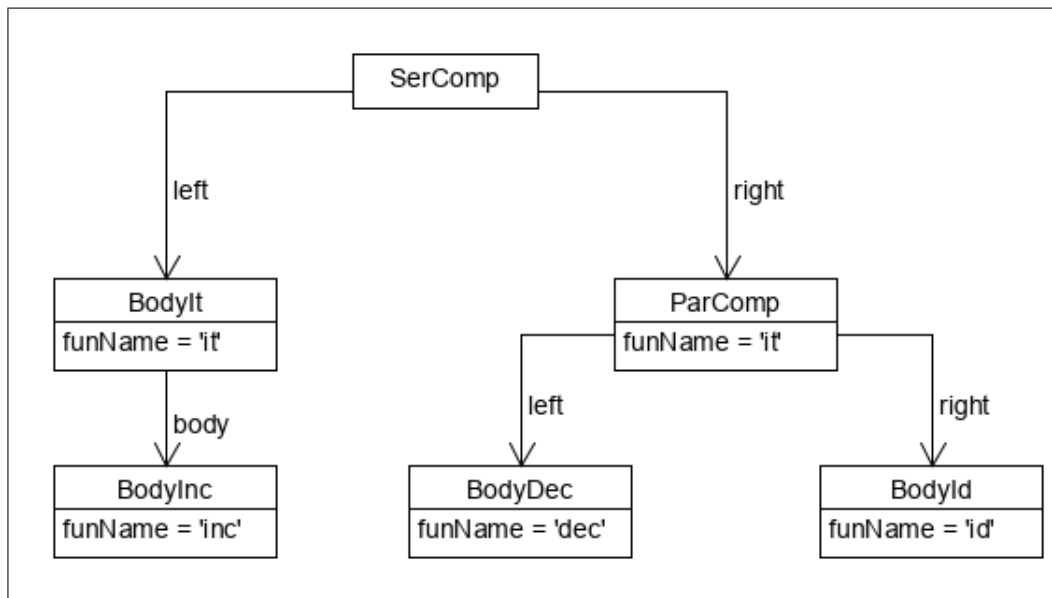 SerComp
left
right
BodyIt
funName = 'it'
ParComp
funName = 'it'
body
left
right
BodyInc
funName = 'inc'
BodyDec
funName = 'dec'
BodyId
funName = 'id'